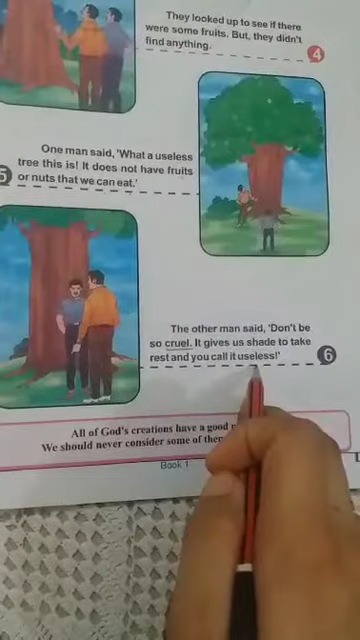 They looked up to see if there
were some fruits. But, they didn't
find anything.
4
One man said, 'What a useless
tree this is! It does not have fruits
or nuts that we can eat.'
5
The other man said, 'Don't be
so cruel. It gives us shade to take
rest and you call it useless!'
6
All of God's creations have a good
We should never consider some of
Book 1